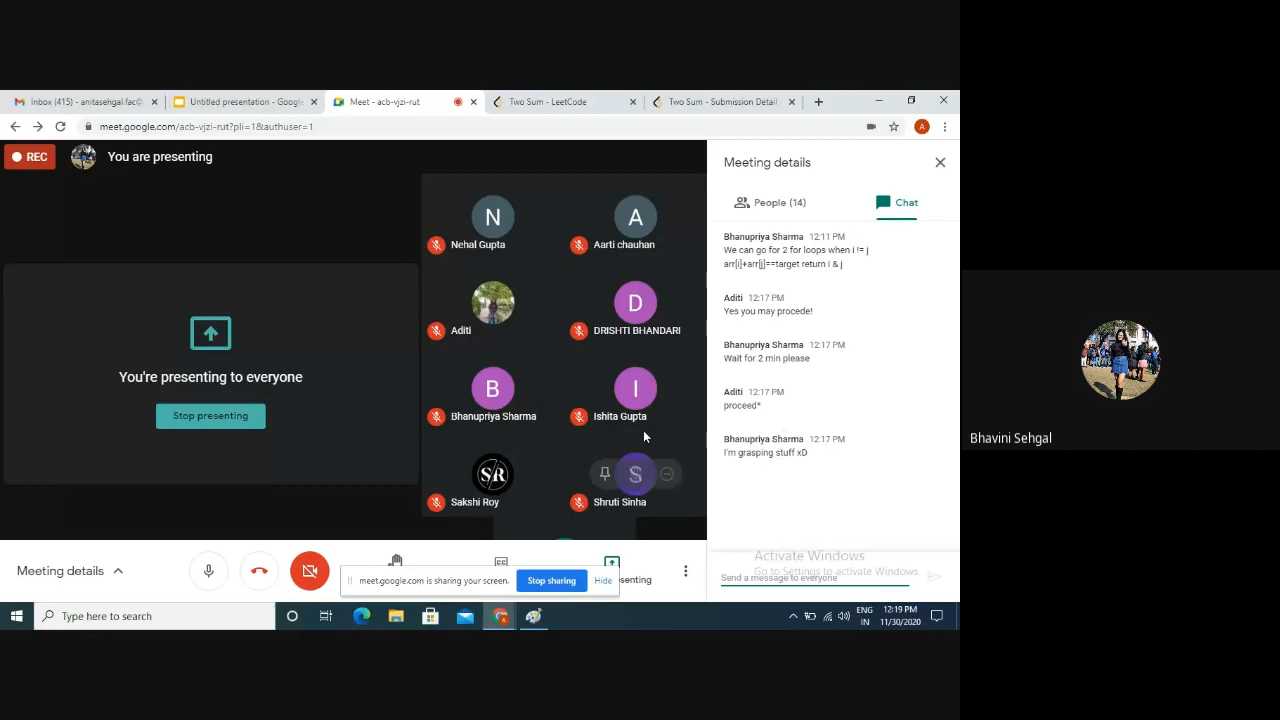 Inbox (415) - anitasehgal.fac@
Untitled presentation - Google
Meet - acb-vjzi-rut
Two Sum - LeetCode
Two Sum - Submission Detail
meet.google.com/acb-vjzi-rut?pli=1&authuser=1
A
REC
You are presenting
You're presenting to everyone
Stop presenting
N
Nehal Gupta
A
Aarti chauhan
Aditi
D
DRISHTI BHANDARI
B
Bhanupriya Sharma
I
Ishita Gupta
SR
Sakshi Roy
S
Shruti Sinha
Meeting details
People (14)
Chat
Bhanupriya Sharma 12:11 PM
We can go for 2 for loops when i != j
arr[i]+arr[j]==target return i & j
Aditi 12:17 PM
Yes you may procede!
Bhanupriya Sharma 12:17 PM
Wait for 2 min please
Aditi 12:17 PM
proceed*
Bhanupriya Sharma 12:17 PM
I'm grasping stuff xD
Activate Windows
Go to Settings to activate Windows
Send a message to everyone
Meeting details
meet.google.com is sharing your screen.
Stop sharing
Hide
enting
Type here to search
ENG
IN
12:19 PM
11/30/2020
Bhavini Sehgal